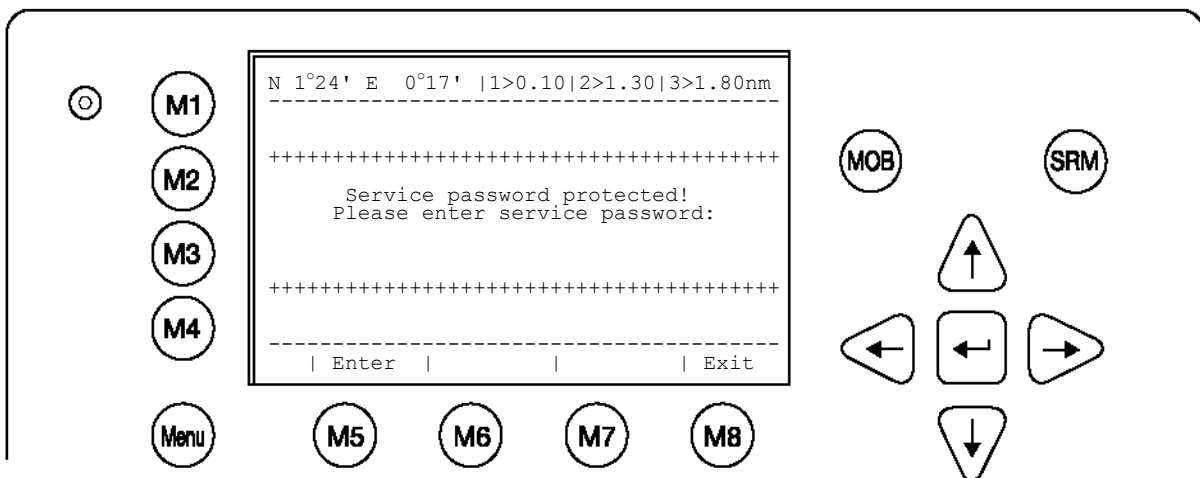 N 1°24' E 0°17' |1>0.10|2>1.30|3>1.80nm
----------------------------------------
M1
++++++++++++++++++++++++++++++++++++++++
MOB
SRM
M2
Service password protected!
Please enter service password:
M3
++++++++++++++++++++++++++++++++++++++++
M4
----------------------------------------
| Enter | | | Exit
Menu
M5
M6
M7
M8